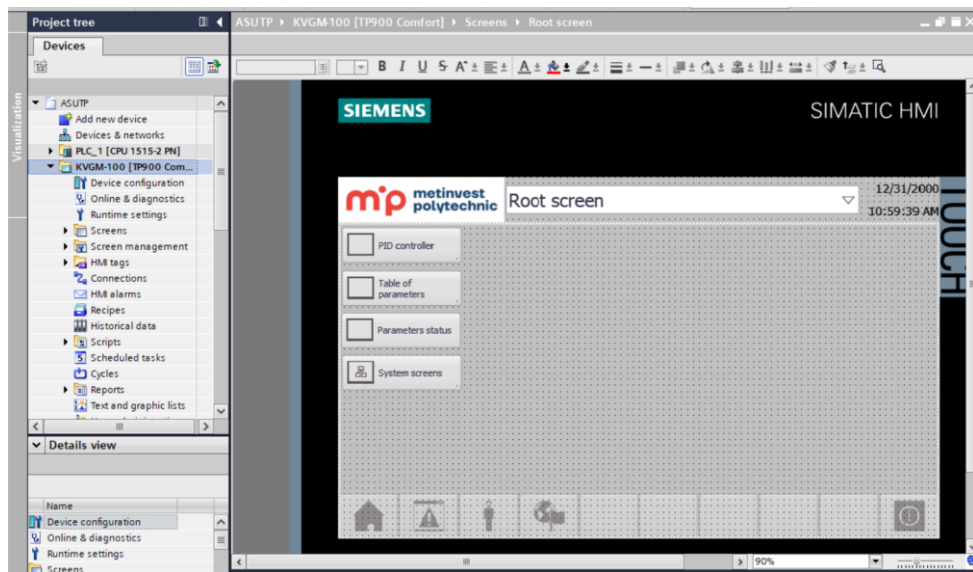 Project tree
ASUTP ▸ KVGM-100 [TP900 Comfort] ▸ Screens ▸ Root screen
Devices
B I U S A
Visualization
ASUTP
Add new device
Devices & networks
PLC_1 [CPU 1515-2 PN]
KVGM-100 [TP900 Com...
Device configuration
Online & diagnostics
Runtime settings
Screens
Screen management
HMI tags
Connections
HMI alarms
Recipes
Historical data
Scripts
Scheduled tasks
Cycles
Reports
Text and graphic lists
Details view
Name
Device configuration
Online & diagnostics
Runtime settings
Screens
SIEMENS
SIMATIC HMI
TOUCH
mip metinvest
polytechnic
Root screen
12/31/2000
10:59:39 AM
PID controller
Table of
parameters
Parameters status
System screens
90%